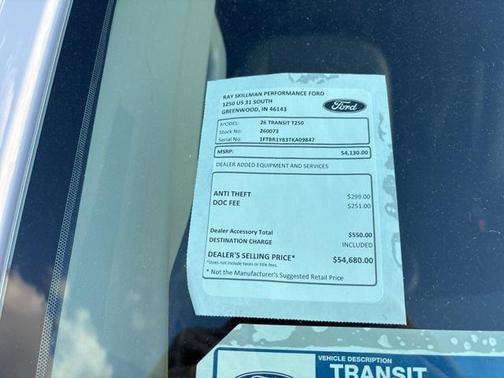 RAY SKILLMAN PERFORMANCE FORD
1250 US 31 SOUTH
GREENWOOD, IN 46143
Ford
MODEL: 26 TRANSIT T250
Stock No: 260073
Serial No: 1FTBR1Y83TKA09847
MSRP: 54,130.00
DEALER ADDED EQUIPMENT AND SERVICES
ANTI THEFT $299.00
DOC FEE $251.00
Dealer Accessory Total $550.00
DESTINATION CHARGE INCLUDED
DEALER'S SELLING PRICE* $54,680.00
*Does not include taxes or title fees.
* Not the Manufacturer's Suggested Retail Price
VEHICLE DESCRIPTION
TRANSIT